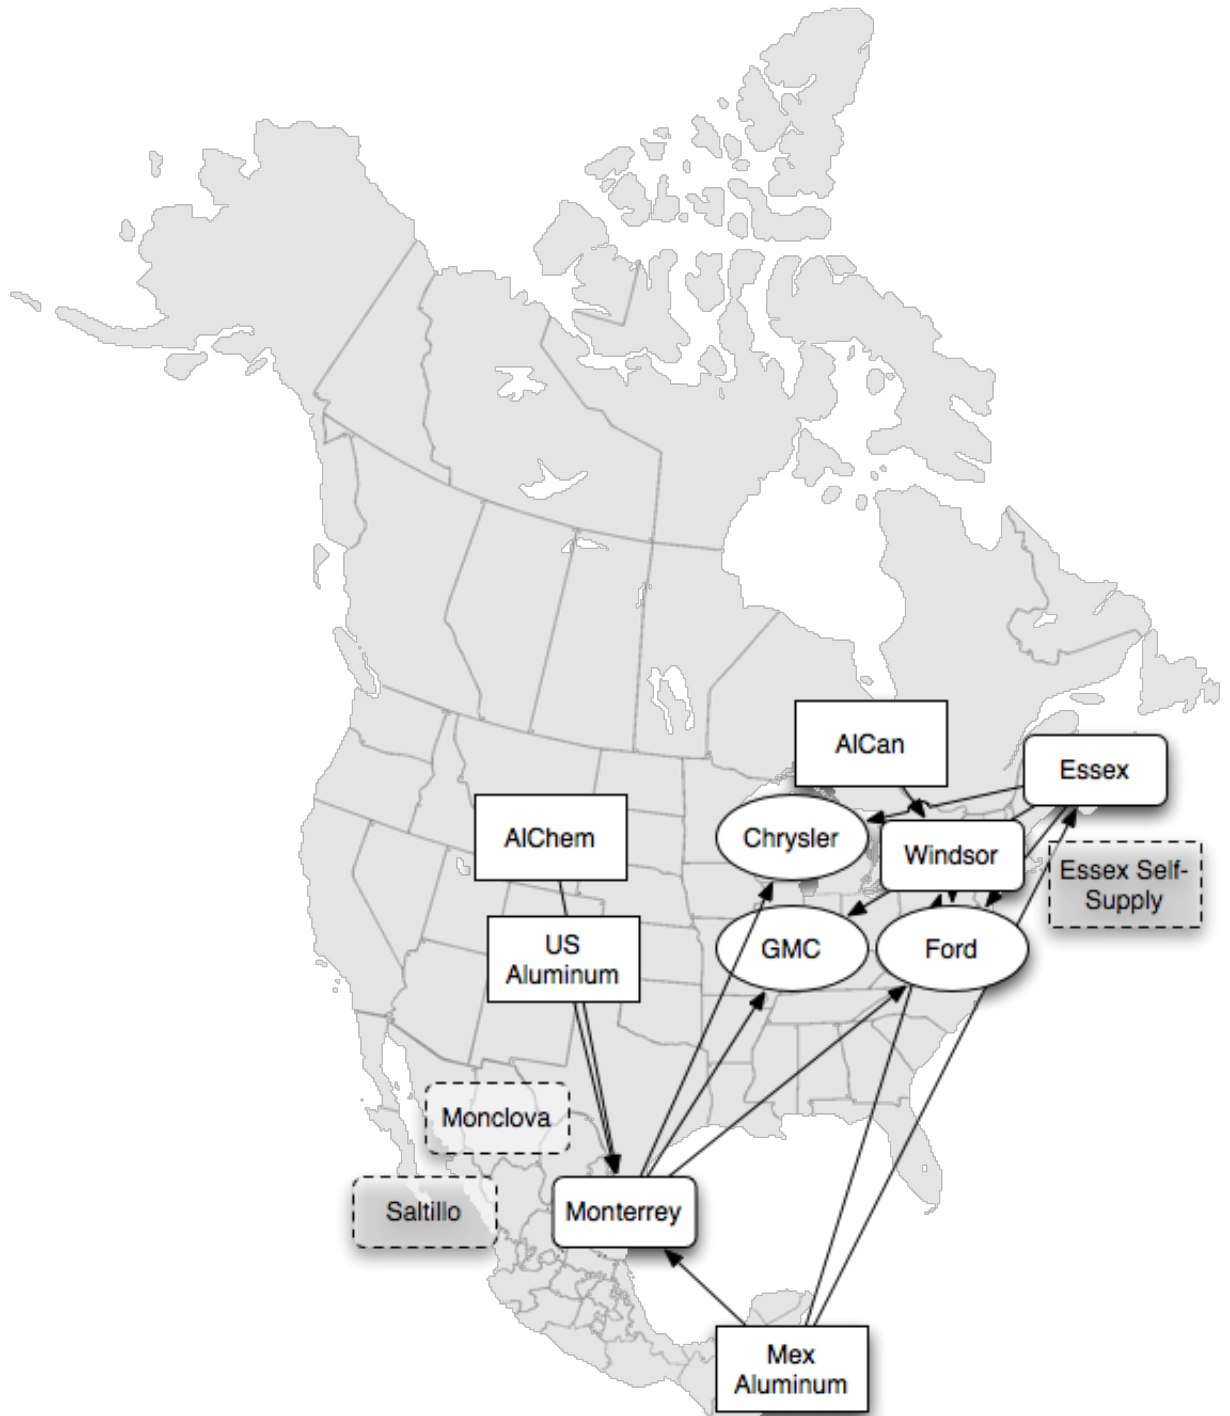 AlCan
Essex
AlChem
Chrysler
Windsor
Essex Self-
Supply
US
Aluminum
GMC
Ford
Monclova
Saltillo
Monterrey
Mex
Aluminum